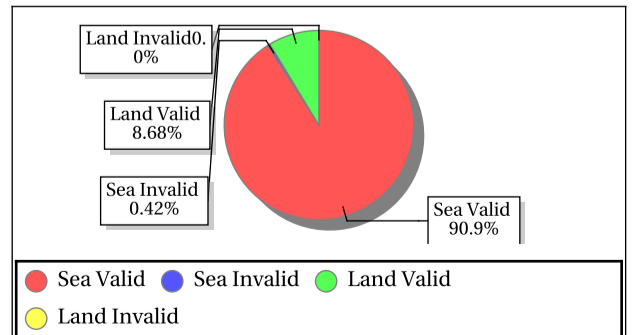 Land Invalid0.
0%
Land Valid
8.68%
Sea Invalid
0.42%
Sea Valid
90.9%
Sea Valid Sea Invalid Land Valid
Land Invalid